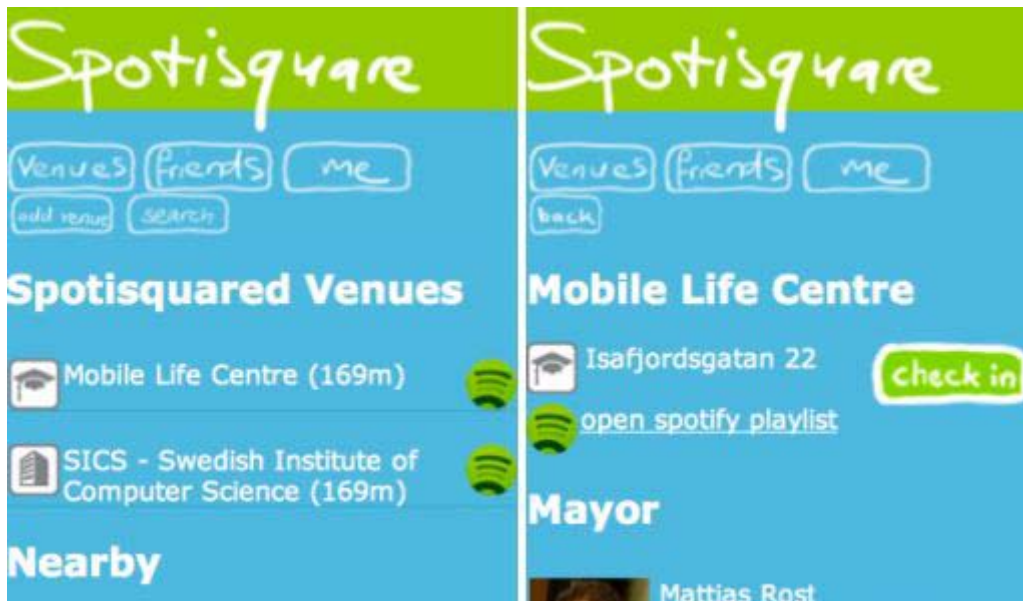 Spotisquare
Venues friends me
add venue search
Spotisquared Venues
Mobile Life Centre (169m)
SICS - Swedish Institute of
Computer Science (169m)
Nearby
Spotisquare
Venues friends me
back
Mobile Life Centre
Isafjordsgatan 22
check in
open spotify playlist
Mayor
Mattias Rost